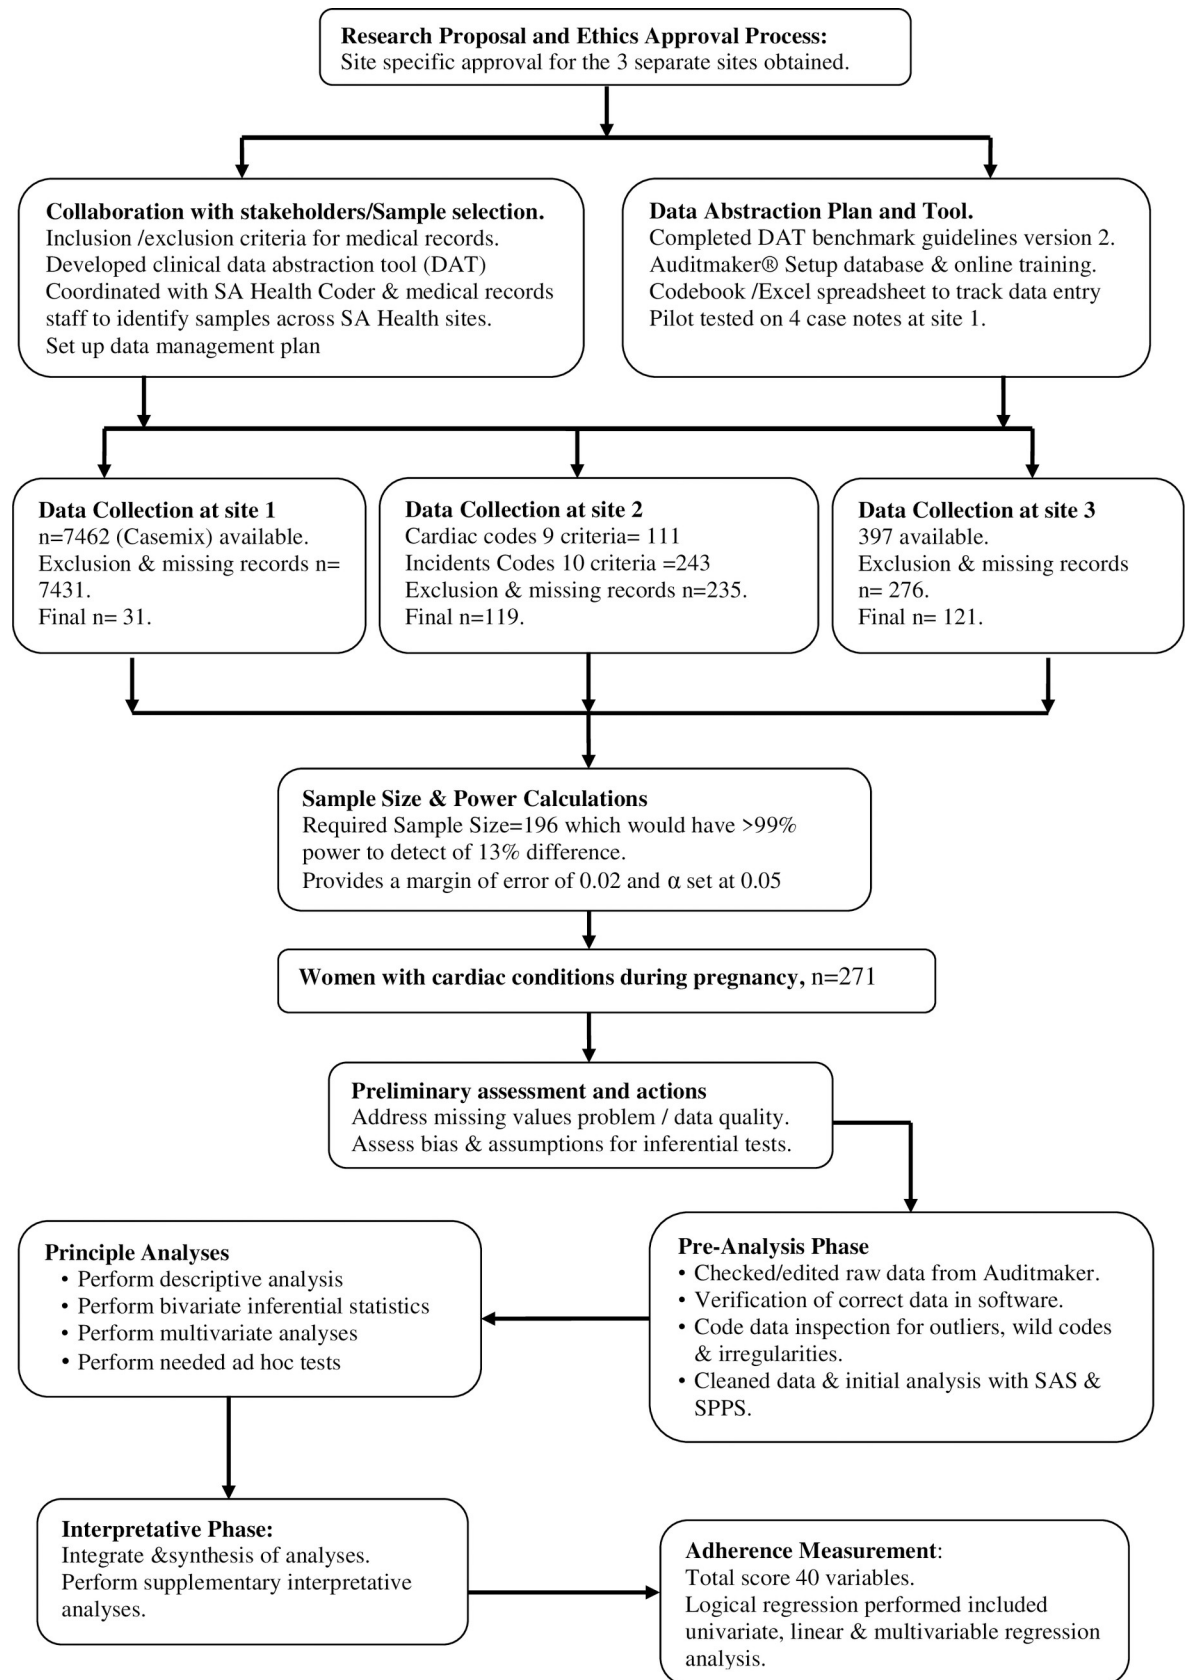 Research Proposal and Ethics Approval Process:
Site specific approval for the 3 separate sites obtained.
Collaboration with stakeholders/Sample selection.
Inclusion /exclusion criteria for medical records.
Developed clinical data abstraction tool (DAT)
Coordinated with SA Health Coder & medical records
staff to identify samples across SA Health sites.
Set up data management plan
Data Abstraction Plan and Tool.
Completed DAT benchmark guidelines version 2.
Auditmaker® Setup database & online training.
Codebook /Excel spreadsheet to track data entry
Pilot tested on 4 case notes at site 1.
Data Collection at site 1
n=7462 (Casemix) available.
Exclusion & missing records n=
7431.
Final n= 31.
Data Collection at site 2
Cardiac codes 9 criteria= 111
Incidents Codes 10 criteria =243
Exclusion & missing records n=235.
Final n=119.
Data Collection at site 3
397 available.
Exclusion & missing records
n= 276.
Final n= 121.
Sample Size & Power Calculations
Required Sample Size=196 which would have >99%
power to detect of 13% difference.
Provides a margin of error of 0.02 and α set at 0.05
Women with cardiac conditions during pregnancy, n=271
Preliminary assessment and actions
Address missing values problem / data quality.
Assess bias & assumptions for inferential tests.
Principle Analyses
• Perform descriptive analysis
• Perform bivariate inferential statistics
• Perform multivariate analyses
• Perform needed ad hoc tests
Pre-Analysis Phase
• Checked/edited raw data from Auditmaker.
• Verification of correct data in software.
• Code data inspection for outliers, wild codes
& irregularities.
• Cleaned data & initial analysis with SAS &
SPPS.
Interpretative Phase:
Integrate &synthesis of analyses.
Perform supplementary interpretative
analyses.
Adherence Measurement:
Total score 40 variables.
Logical regression performed included
univariate, linear & multivariable regression
analysis.